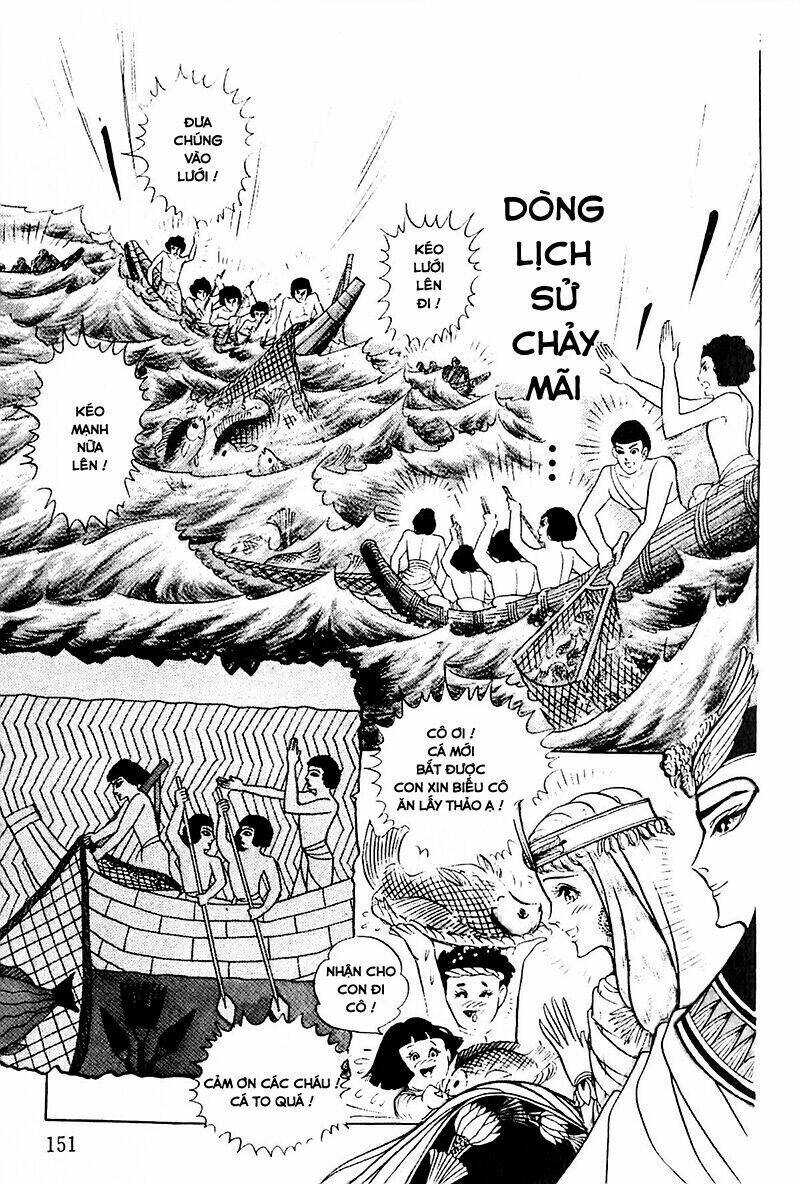 ĐƯA
CHÚNG
VÀO
LƯỚI !
KÉO
LƯỚI
LÊN
ĐI !
DÒNG
LỊCH
SỬ
CHẢY
MÃI
...
KÉO
MẠNH
NỮA
LÊN !
CÔ ƠI !
CÁ MỚI
BẮT ĐƯỢC
CON XIN BIẾU CÔ
ĂN LẤY THẢO Ạ !
NHẬN CHO
CON ĐI
CÔ !
CẢM ƠN CÁC CHÁU !
CÁ TO QUÁ !
151